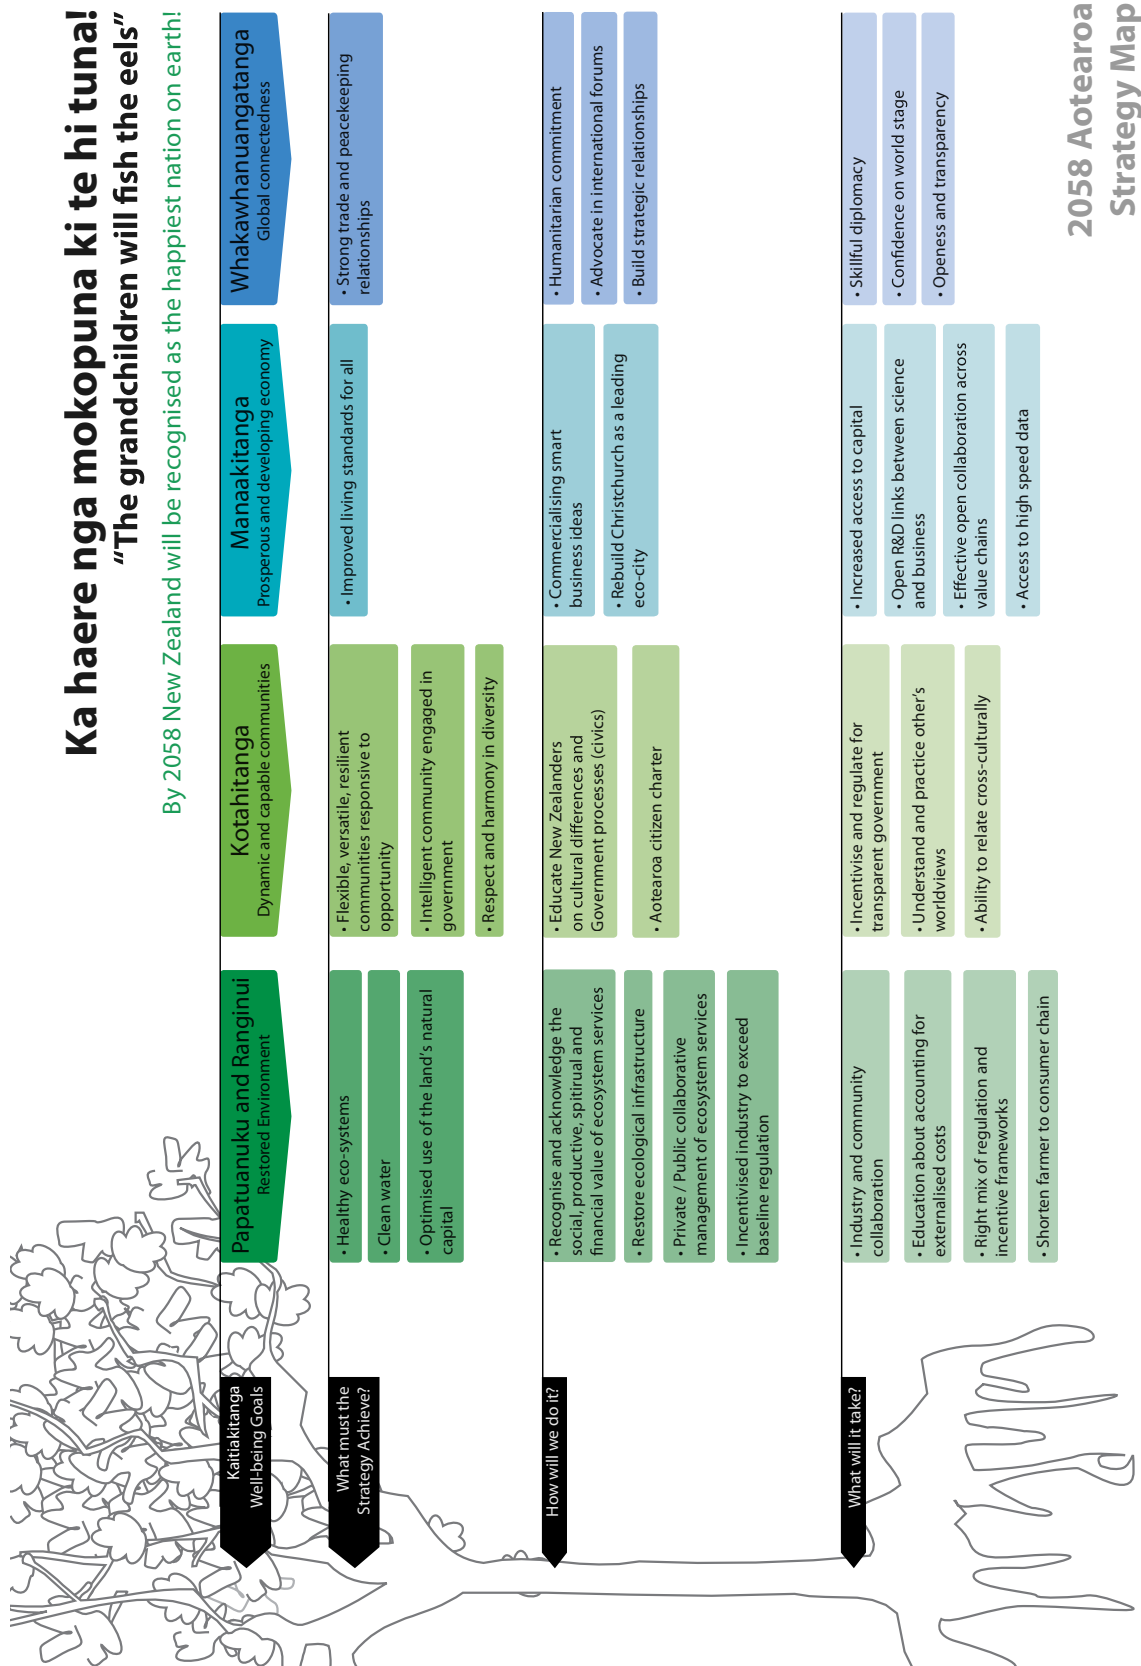 Ka haere nga mokopuna ki te hi tuna!
“The grandchildren will fish the eels”
By 2058 New Zealand will be recognised as the happiest nation on earth!
Kaitiakitanga
Well-being Goals
Papatuanuku and Ranginui
Restored Environment
Kotahitanga
Dynamic and capable communities
Manaakitanga
Prosperous and developing economy
Whakawhanuangatanga
Global connectedness
What must the
Strategy Achieve?
• Healthy eco-systems
• Clean water
• Optimised use of the land’s natural
capital
• Flexible, versatile, resilient
communities responsive to
opportunity
• Intelligent community engaged in
government
• Respect and harmony in diversity
• Improved living standards for all
• Strong trade and peacekeeping
relationships
How will we do it?
• Recognise and acknowledge the
social, productive, spitirual and
financial value of ecosystem services
• Restore ecological infrastructure
• Private / Public collaborative
management of ecosystem services
• Incentivised industry to exceed
baseline regulation
• Educate New Zealanders
on cultural differences and
Government processes (civics)
• Aotearoa citizen charter
• Commercialising smart
business ideas
• Rebuild Christchurch as a leading
eco-city
• Humanitarian commitment
• Advocate in international forums
• Build strategic relationships
What will it take?
• Industry and community
collaboration
• Education about accounting for
externalised costs
• Right mix of regulation and
incentive frameworks
• Shorten farmer to consumer chain
• Incentivise and regulate for
transparent government
• Understand and practice other’s
worldviews
• Ability to relate cross-culturally
• Increased access to capital
• Open R&D links between science
and business
• Effective open collaboration across
value chains
• Access to high speed data
• Skillful diplomacy
• Confidence on world stage
• Openess and transparency
2058 Aotearoa
Strategy Map